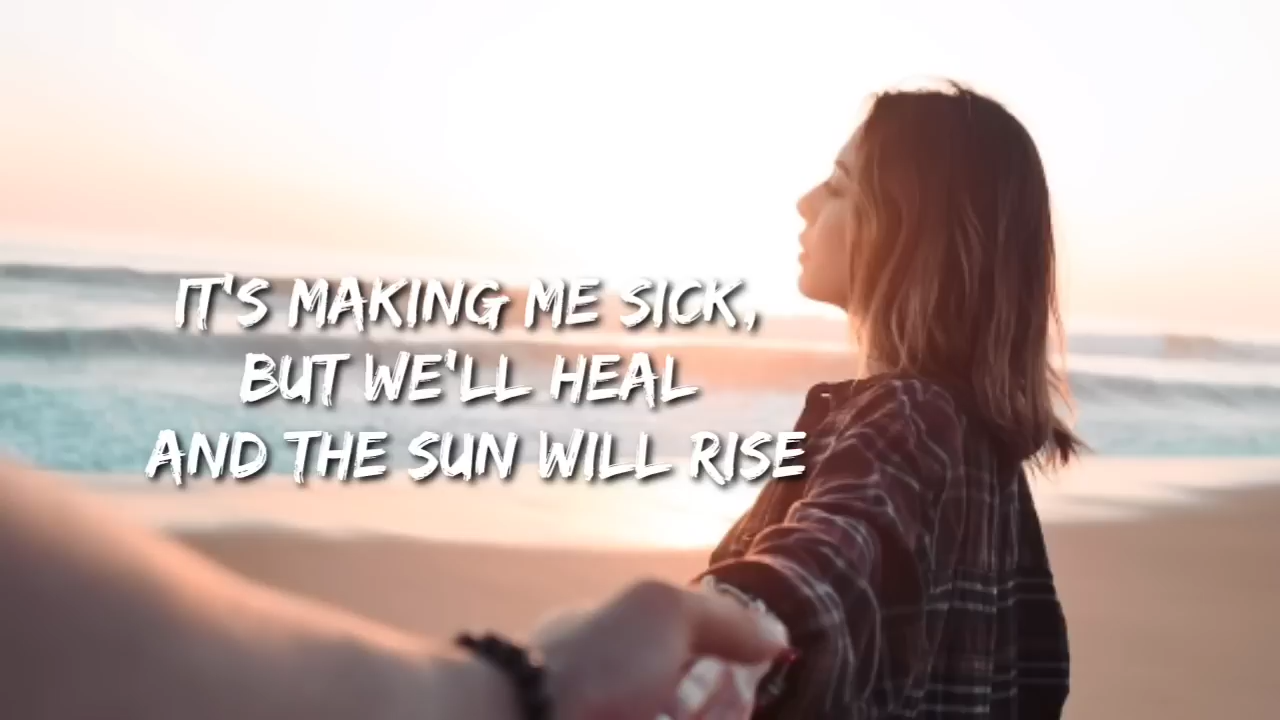 IT'S MAKING ME SICK,
BUT WE'LL HEAL
AND THE SUN WILL RISE